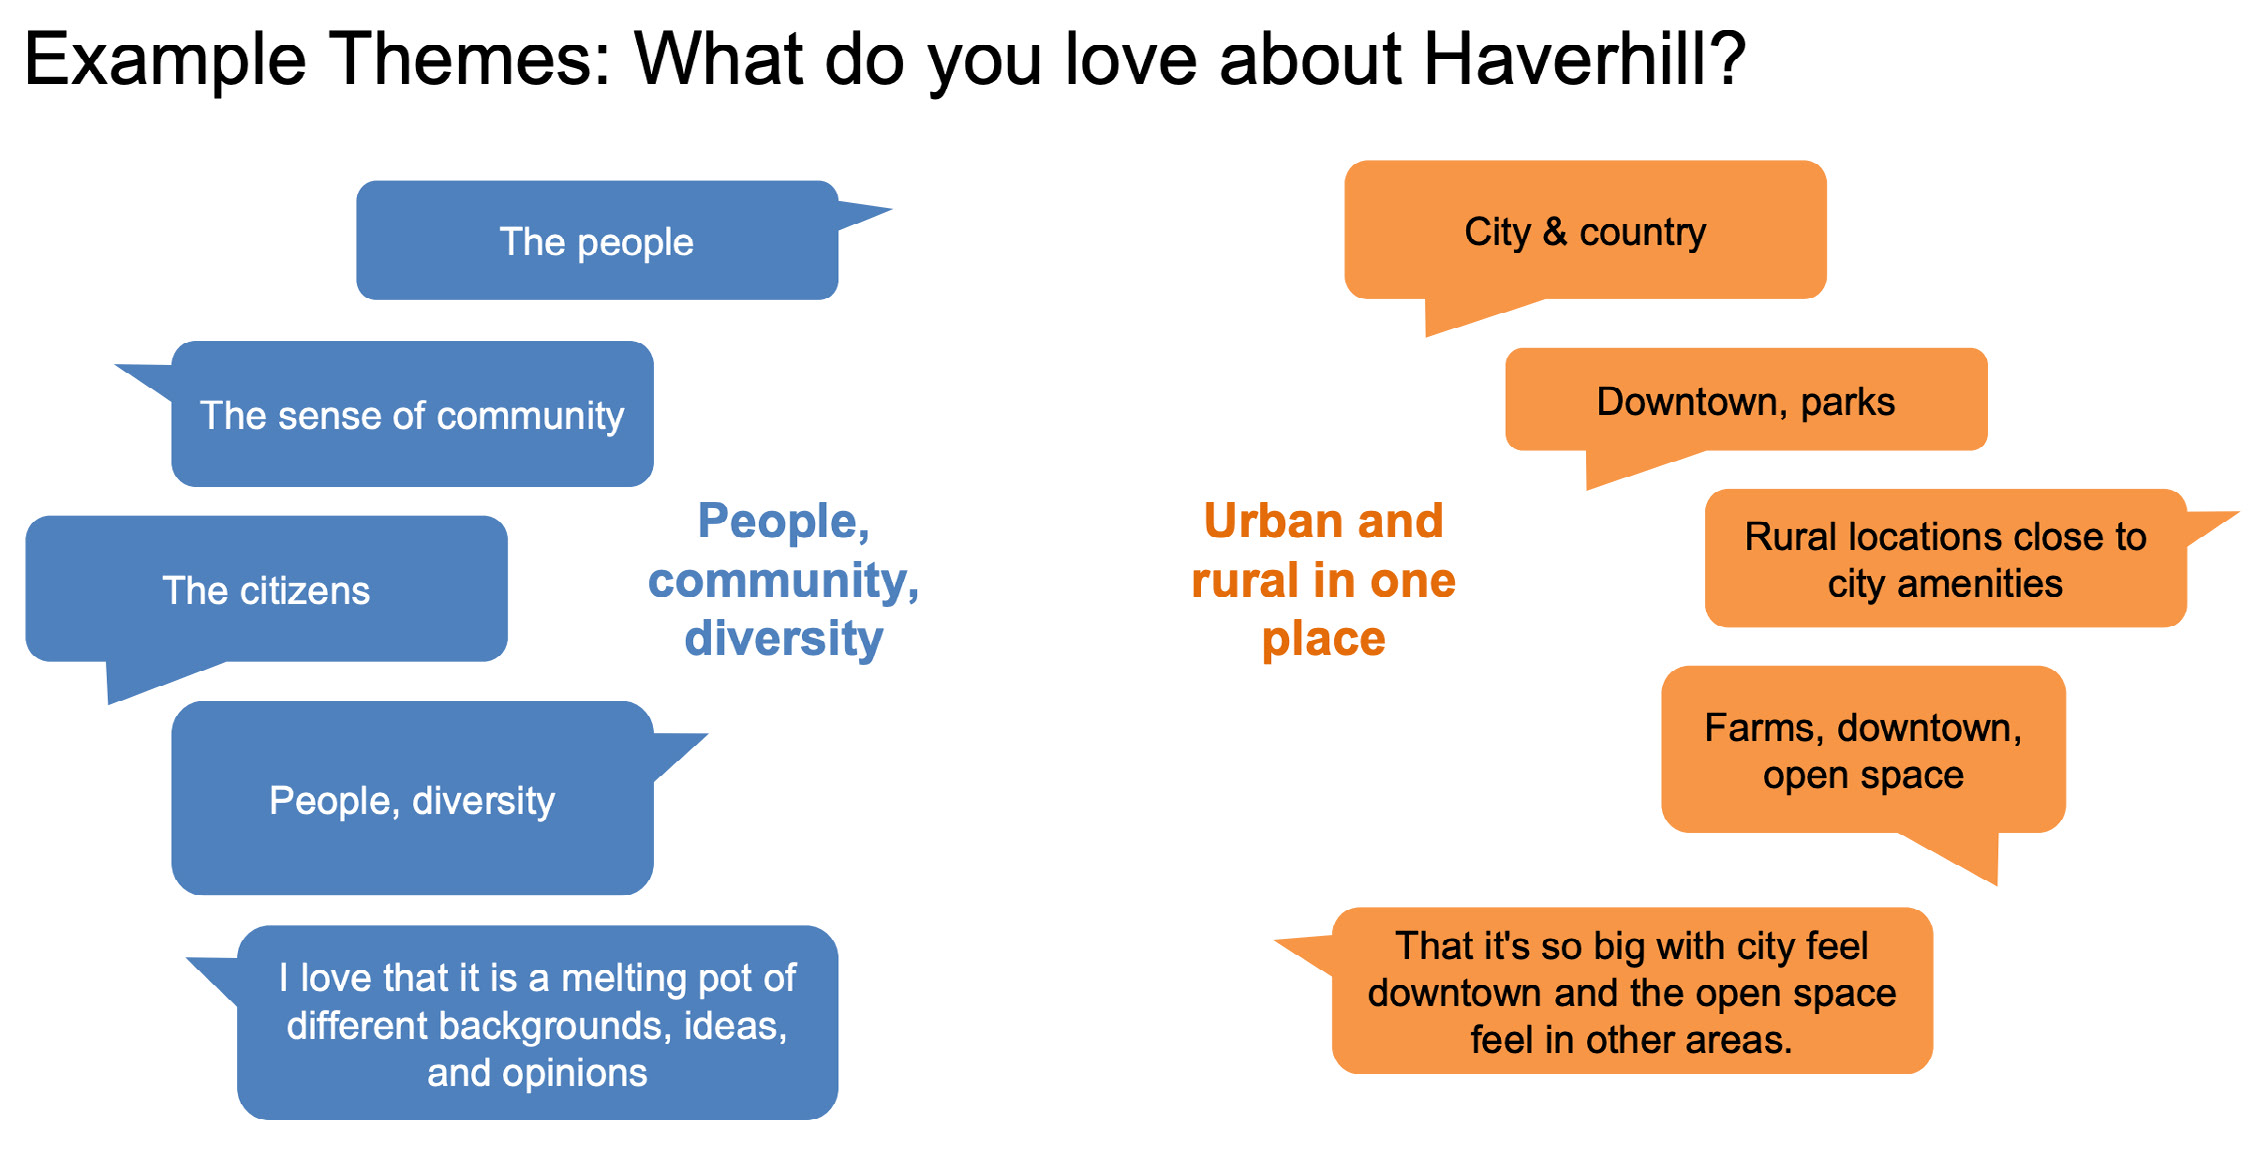 Example Themes: What do you love about Haverhill?
The people
The sense of community
The citizens
People, diversity
I love that it is a melting pot of
different backgrounds, ideas,
and opinions
People,
community,
diversity
Urban and
rural in one
place
City & country
Downtown, parks
Rural locations close to
city amenities
Farms, downtown,
open space
That it's so big with city feel
downtown and the open space
feel in other areas.